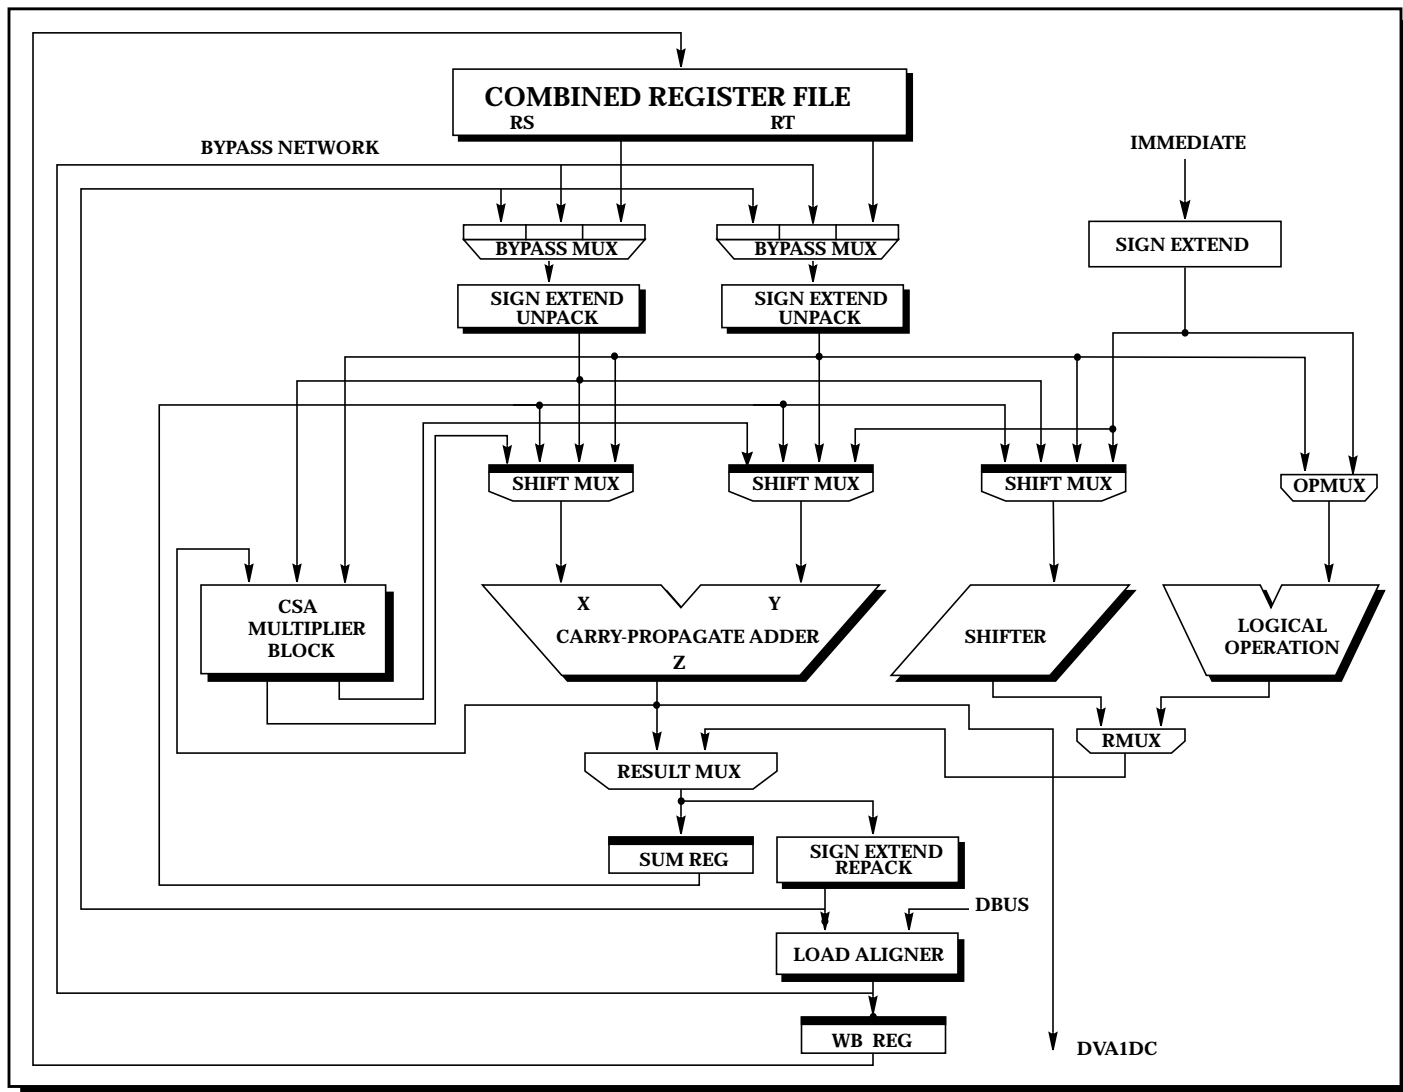 COMBINED REGISTER FILE
RS RT
BYPASS NETWORK
IMMEDIATE
BYPASS MUX
BYPASS MUX
SIGN EXTEND
SIGN EXTEND
UNPACK
SIGN EXTEND
UNPACK
SHIFT MUX
SHIFT MUX
SHIFT MUX
OPMUX
CSA
MULTIPLIER
BLOCK
X Y
CARRY-PROPAGATE ADDER
Z
SHIFTER
LOGICAL
OPERATION
RMUX
RESULT MUX
SUM REG
SIGN EXTEND
REPACK
DBUS
LOAD ALIGNER
WB REG
DVA1DC